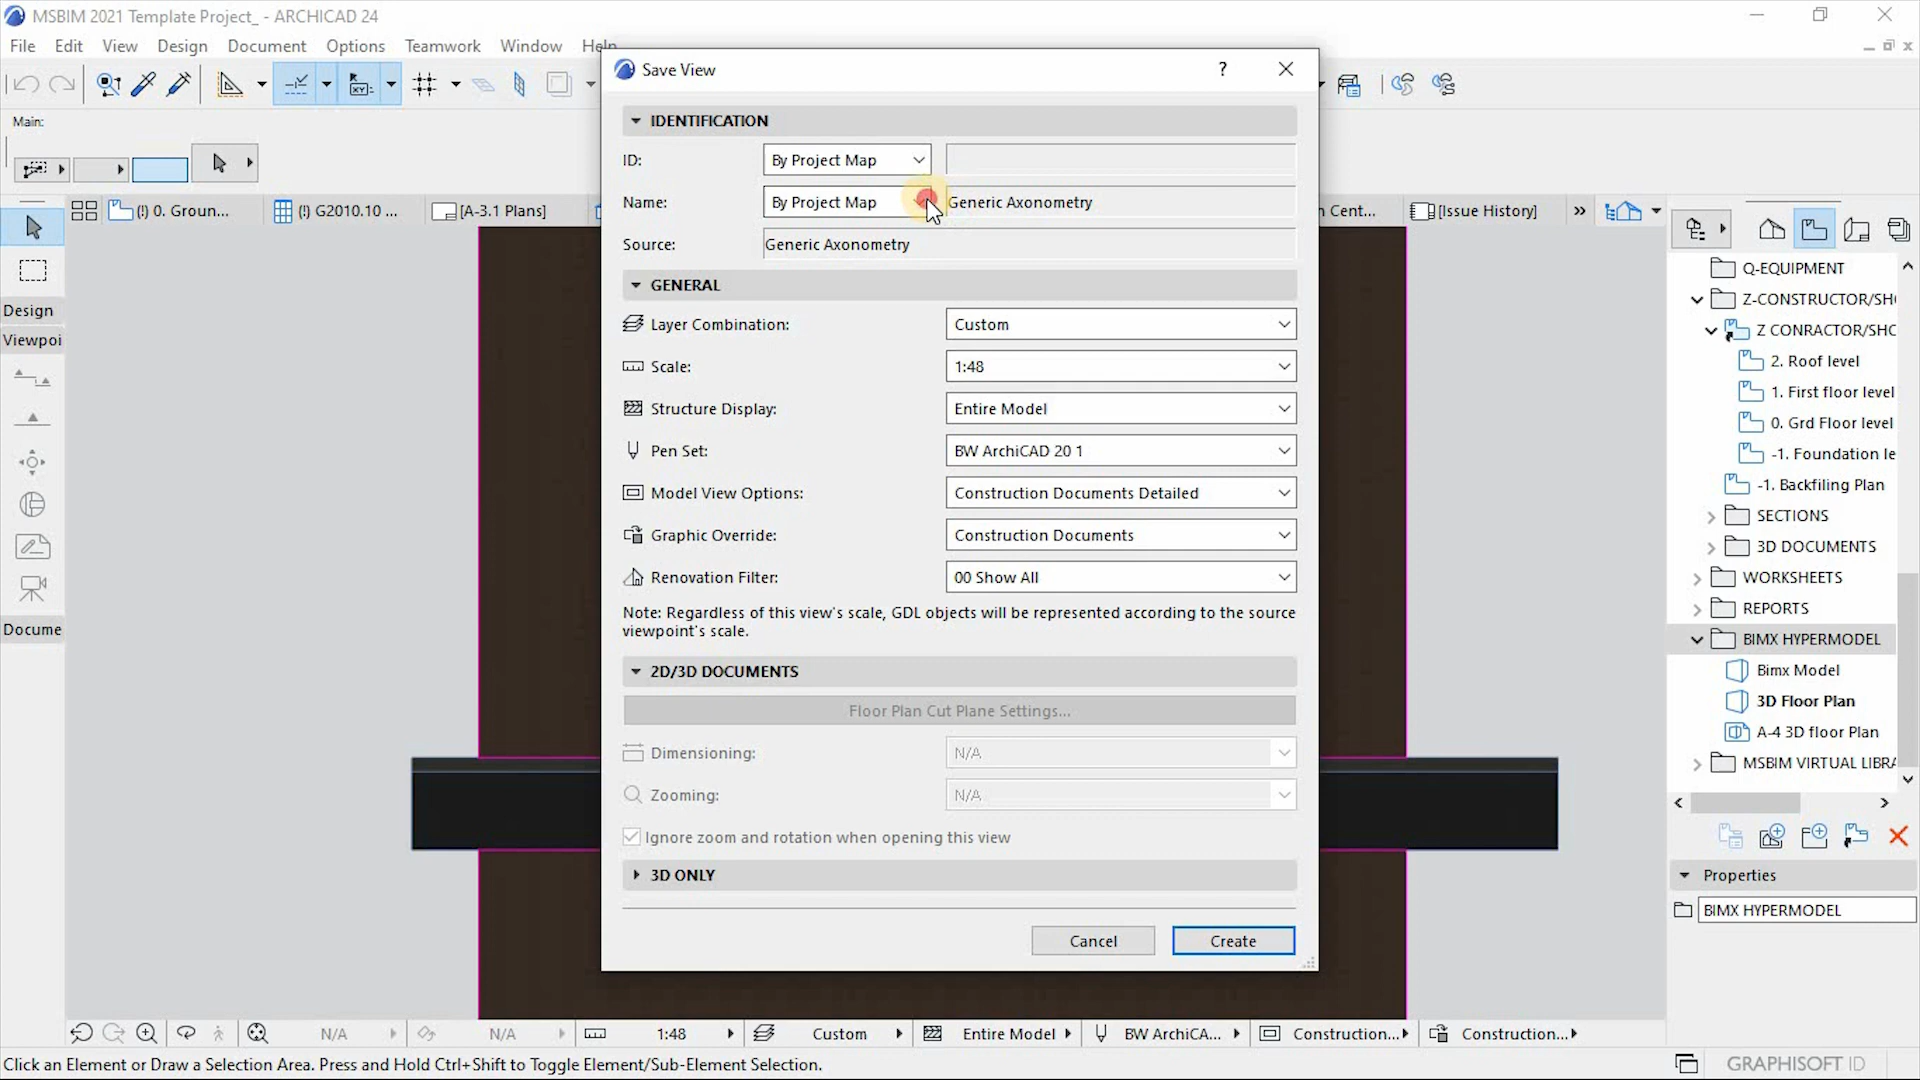 MSBIM 2021 Template Project_ - ARCHICAD 24
File Edit View Design Document Options Teamwork Window Help
Main:
(!) 0. Groun...
(!) G2010.10 ...
[A-3.1 Plans]
n Cent...
[Issue History]
Design
Viewpoi
Docume
Save View
?
IDENTIFICATION
ID: By Project Map
Name: By Project Map Generic Axonometry
Source: Generic Axonometry
GENERAL
Layer Combination: Custom
Scale: 1:48
Structure Display: Entire Model
Pen Set: BW ArchiCAD 20 1
Model View Options: Construction Documents Detailed
Graphic Override: Construction Documents
Renovation Filter: 00 Show All
Note: Regardless of this view's scale, GDL objects will be represented according to the source
viewpoint's scale.
2D/3D DOCUMENTS
Floor Plan Cut Plane Settings...
Dimensioning: N/A
Zooming: N/A
Ignore zoom and rotation when opening this view
3D ONLY
Cancel
Create
Q-EQUIPMENT
Z-CONSTRUCTOR/SH
Z CONRACTOR/SHC
2. Roof level
1. First floor level
0. Grd Floor level
-1. Foundation le
-1. Backfiling Plan
SECTIONS
3D DOCUMENTS
WORKSHEETS
REPORTS
BIMX HYPERMODEL
Bimx Model
3D Floor Plan
A-4 3D floor Plan
MSBIM VIRTUAL LIBRA
Properties
BIMX HYPERMODEL
N/A N/A 1:48 Custom Entire Model BW ArchiCA... Construction... Construction...
Click an Element or Draw a Selection Area. Press and Hold Ctrl+Shift to Toggle Element/Sub-Element Selection.
GRAPHISOFT ID